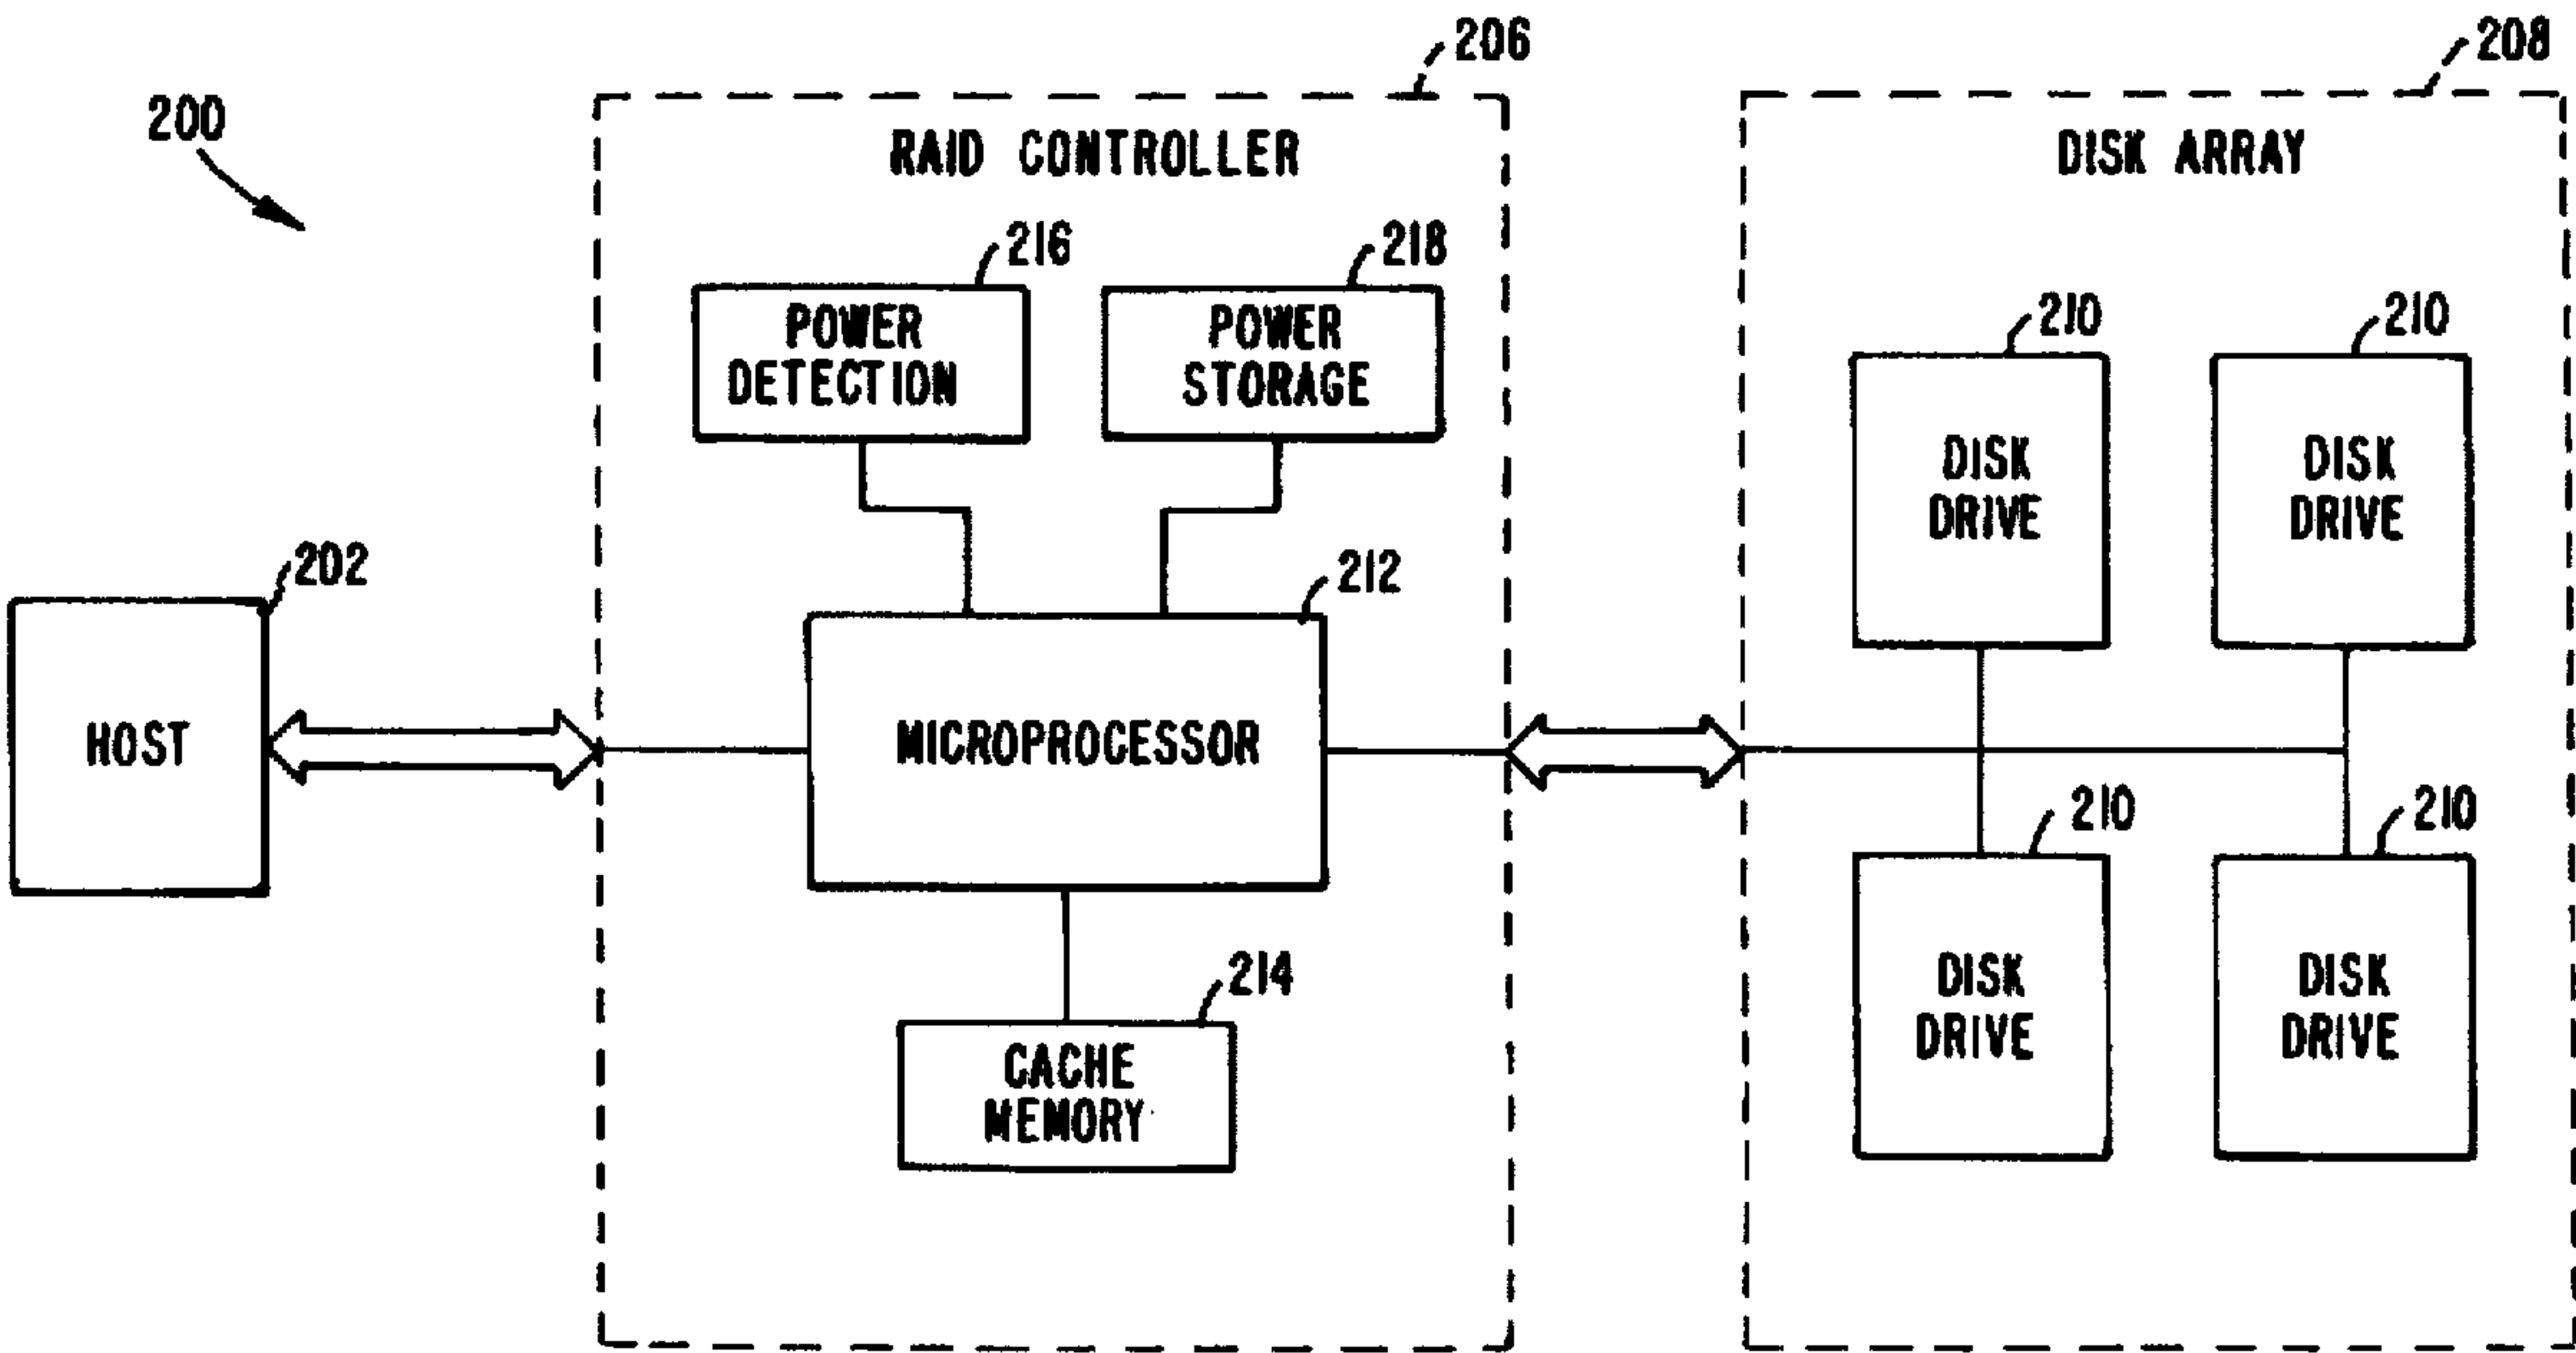 200
202
HOST
206
RAID CONTROLLER
216
POWER
DETECTION
218
POWER
STORAGE
212
MICROPROCESSOR
214
CACHE
MEMORY
208
DISK ARRAY
210
DISK
DRIVE
210
DISK
DRIVE
210
DISK
DRIVE
210
DISK
DRIVE